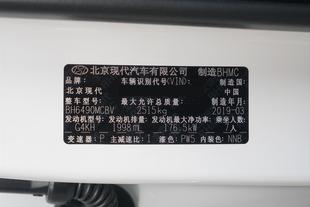 北京现代汽车有限公司 制造BHMC
品牌: 车辆识别代号(VIN): 制造国
北京现代 中国
整车型号: 最大允许总质量 制造年月
BH6490MCBV 2515kg 2019-03
发动机型号 发动机排量 发动机最大净功率: 乘坐人数
G4KH 1998mL 176.5kW 7人
变速器: P 主减速比: I 漆色: PW5 内装色: NNB